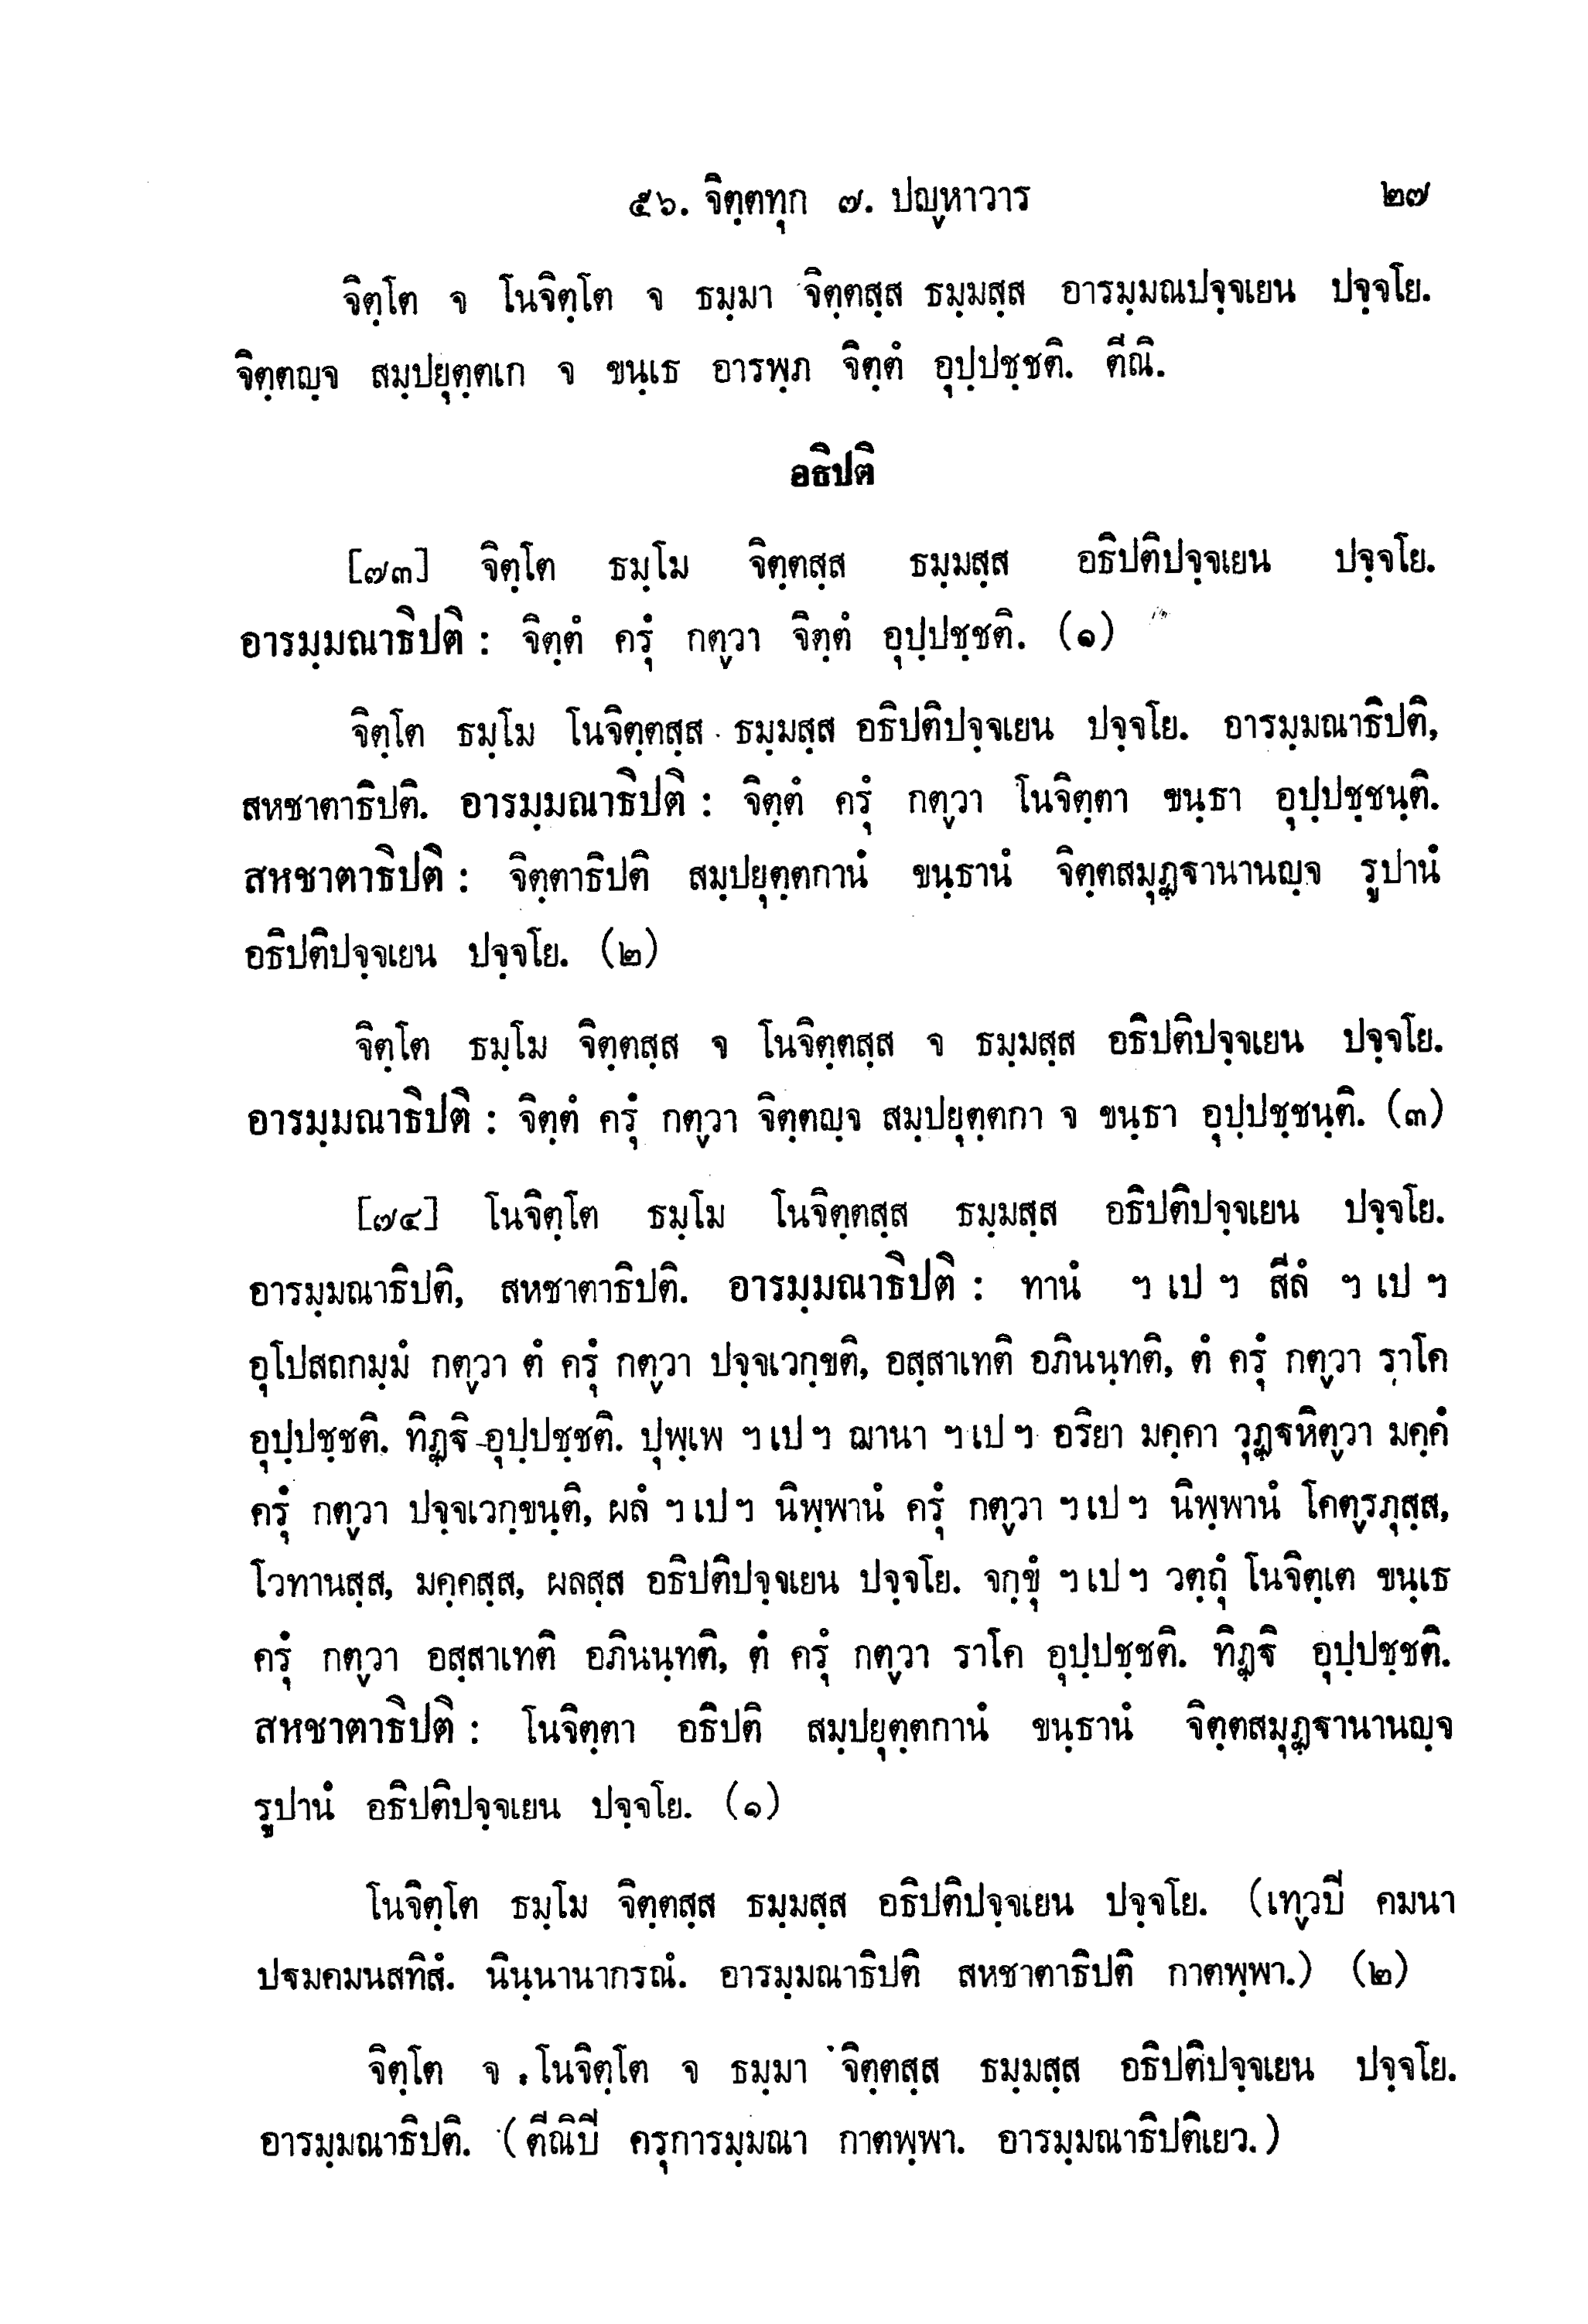 ๕๖. จิตฺตทุก ๗. ปญฺหาวาร ๒๗
จิตฺโต จ โนจิตฺโต จ ธมฺมา จิตฺตสฺส ธมฺมสฺส อารมฺมณปจฺจเยน ปจฺจโย.
จิตฺตญฺจ สมฺปยุตฺตเก จ ขนฺเธ อารพฺภ จิตฺตํ อุปฺปชฺชติ. ตีณิ.
อธิปติ
[๗๓] จิตฺโต ธมฺโม จิตฺตสฺส ธมฺมสฺส อธิปติปจฺจเยน ปจฺจโย.
อารมฺมณาธิปติ : จิตฺตํ ครุํ กตฺวา จิตฺตํ อุปฺปชฺชติ. (๑)
จิตฺโต ธมฺโม โนจิตฺตสฺส ธมฺมสฺส อธิปติปจฺจเยน ปจฺจโย. อารมฺมณาธิปติ,
สหชาตาธิปติ. อารมฺมณาธิปติ : จิตฺตํ ครุํ กตฺวา โนจิตฺตา ขนฺธา อุปฺปชฺชนฺติ.
สหชาตาธิปติ : จิตฺตาธิปติ สมฺปยุตฺตกานํ ขนฺธานํ จิตฺตสมุฏฺฐานานญฺจ รูปานํ
อธิปติปจฺจเยน ปจฺจโย. (๒)
จิตฺโต ธมฺโม จิตฺตสฺส จ โนจิตฺตสฺส จ ธมฺมสฺส อธิปติปจฺจเยน ปจฺจโย.
อารมฺมณาธิปติ : จิตฺตํ ครุํ กตฺวา จิตฺตญฺจ สมฺปยุตฺตกา จ ขนฺธา อุปฺปชฺชนฺติ. (๓)
[๗๔] โนจิตฺโต ธมฺโม โนจิตฺตสฺส ธมฺมสฺส อธิปติปจฺจเยน ปจฺจโย.
อารมฺมณาธิปติ, สหชาตาธิปติ. อารมฺมณาธิปติ : ทานํ ฯ เป ฯ สีลํ ฯ เป ฯ
อุโปสถกมฺมํ กตฺวา ตํ ครุํ กตฺวา ปจฺจเวกฺขติ, อสฺสาเทติ อภินนฺทติ, ตํ ครุํ กตฺวา ราโค
อุปฺปชฺชติ. ทิฏฺฐิ อุปฺปชฺชติ. ปุพฺเพ ฯ เป ฯ ฌานา ฯ เป ฯ อริยา มคฺคา วุฏฺฐหิตฺวา มคฺคํ
ครุํ กตฺวา ปจฺจเวกฺขนฺติ, ผลํ ฯ เป ฯ นิพฺพานํ ครุํ กตฺวา ฯ เป ฯ นิพฺพานํ โคตฺรภุสฺส,
โวทานสฺส, มคฺคสฺส, ผลสฺส อธิปติปจฺจเยน ปจฺจโย. จกฺขุํ ฯ เป ฯ วตฺถุํ โนจิตฺเต ขนฺเธ
ครุํ กตฺวา อสฺสาเทติ อภินนฺทติ, ตํ ครุํ กตฺวา ราโค อุปฺปชฺชติ. ทิฏฺฐิ อุปฺปชฺชติ.
สหชาตาธิปติ : โนจิตฺตา อธิปติ สมฺปยุตฺตกานํ ขนฺธานํ จิตฺตสมุฏฺฐานานญฺจ
รูปานํ อธิปติปจฺจเยน ปจฺจโย. (๑)
โนจิตฺโต ธมฺโม จิตฺตสฺส ธมฺมสฺส อธิปติปจฺจเยน ปจฺจโย. (เทฺวปี คมนา
ปฐมคมนสทิสํ. นินฺนานากรณํ. อารมฺมณาธิปติ สหชาตาธิปติ กาตพฺพา.) (๒)
จิตฺโต จ โนจิตฺโต จ ธมฺมา จิตฺตสฺส ธมฺมสฺส อธิปติปจฺจเยน ปจฺจโย.
อารมฺมณาธิปติ. (ตีณิปี ครุการมฺมณา กาตพฺพา. อารมฺมณาธิปติเยว.)